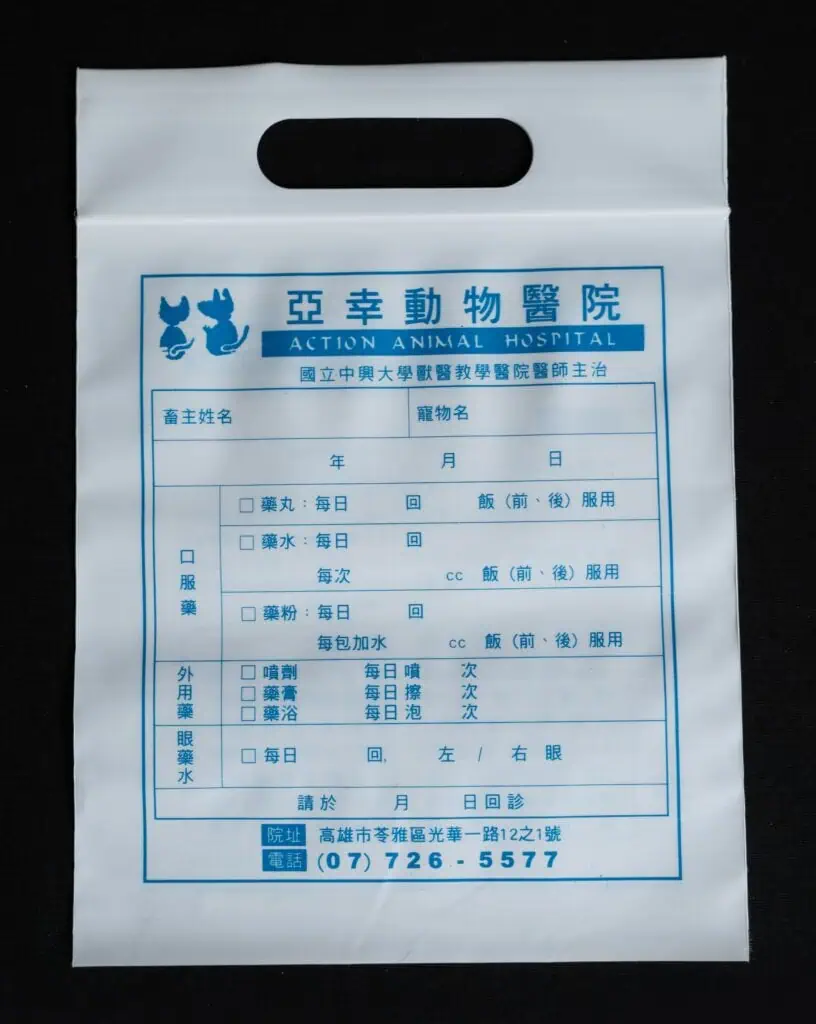 亞幸動物醫院
ACTION ANIMAL HOSPITAL
國立中興大學獸醫教學醫院醫師主治
畜主姓名 寵物名
年 月 日
口服藥
□ 藥丸：每日 回 飯（前、後）服用
□ 藥水：每日 回
每次 cc 飯（前、後）服用
□ 藥粉：每日 回
每包加水 cc 飯（前、後）服用
外用藥
□ 噴劑 每日噴 次
□ 藥膏 每日擦 次
□ 藥浴 每日泡 次
眼藥水
□ 每日 回, 左 / 右 眼
請於 月 日回診
院址 高雄市苓雅區光華一路12之1號
電話 (07) 726-5577